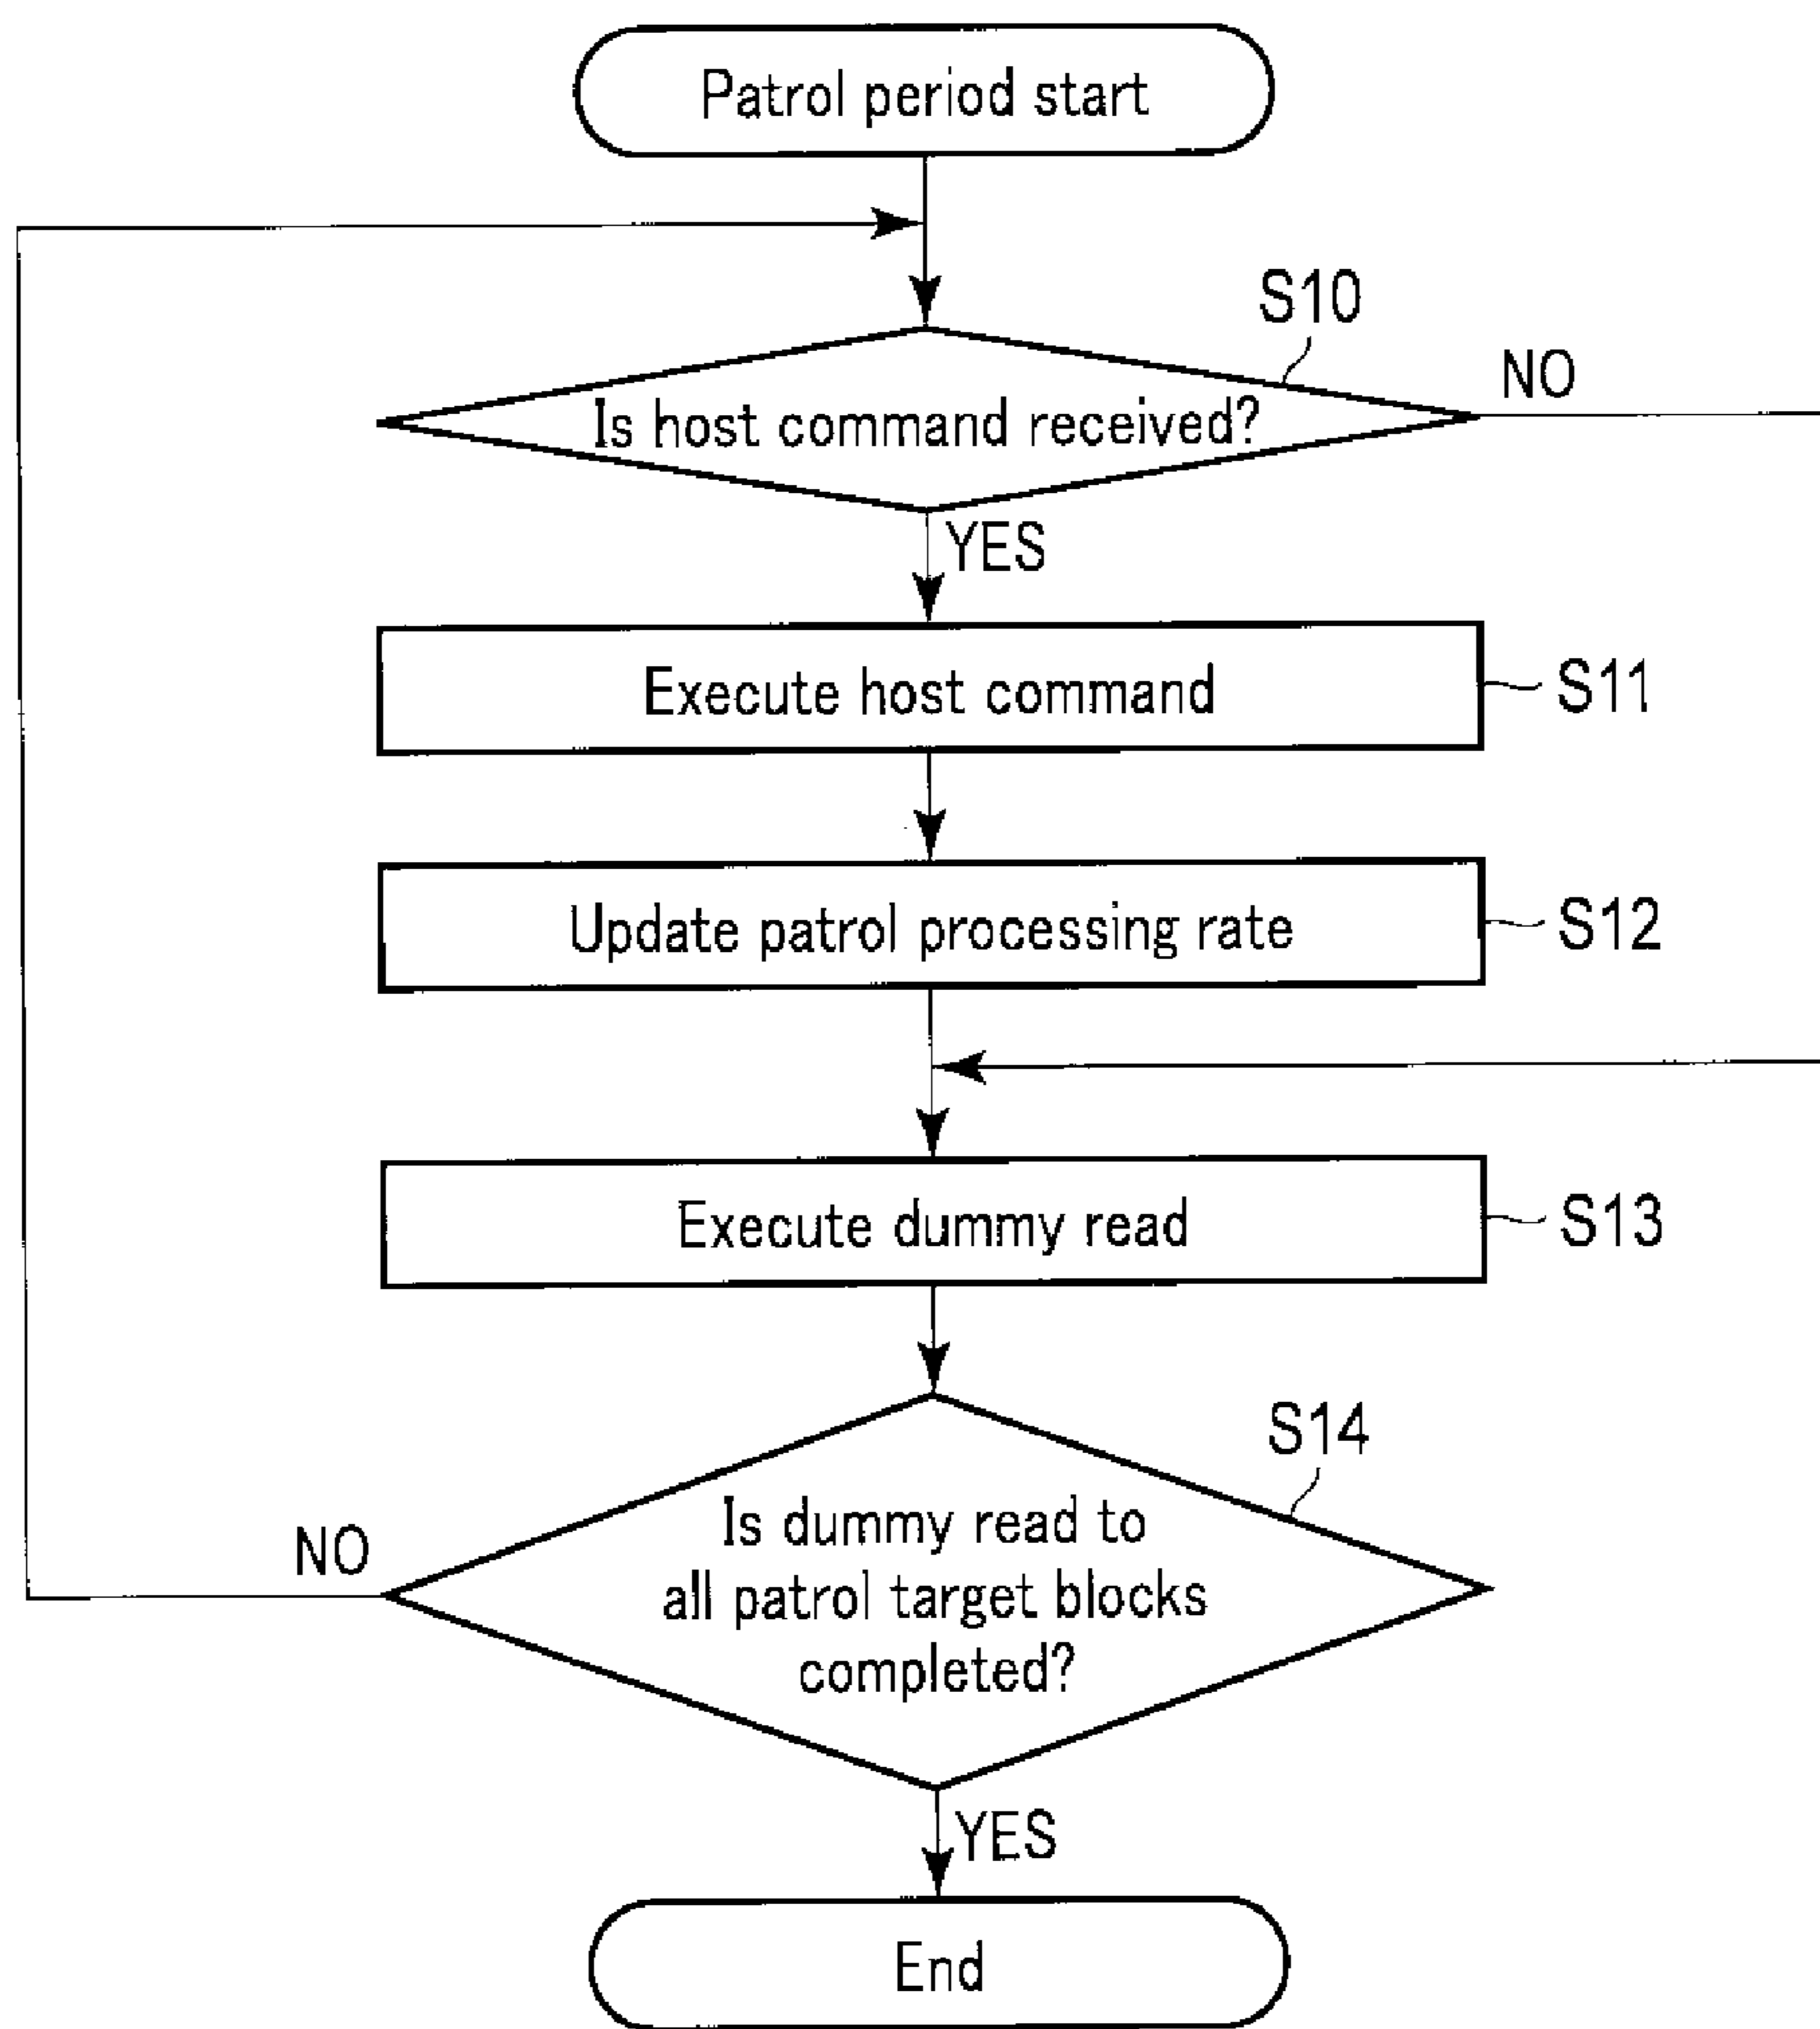 Patrol period start
S10
NO
Is host command received?
YES
Execute host command
S11
Update patrol processing rate
S12
Execute dummy read
S13
S14
Is dummy read to
all patrol target blocks
completed?
NO
YES
End